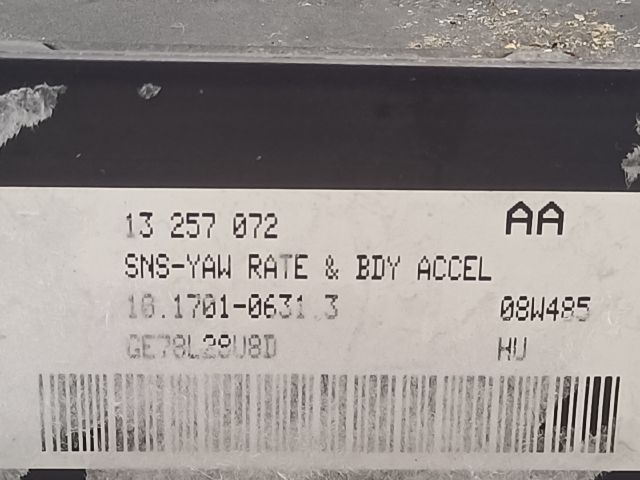 13 257 072 AA
SNS-YAW RATE & BDY ACCEL
10.1701-0631.3 08W485
GE78L29U8D HU